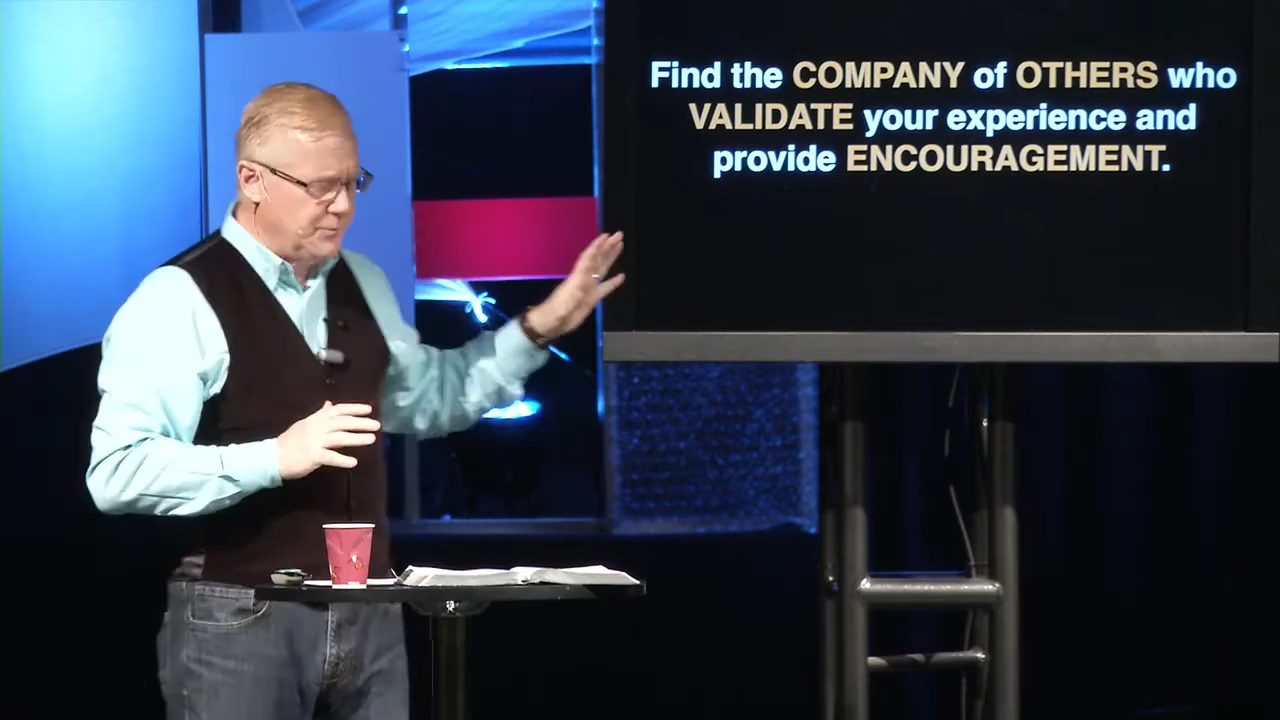 Find the COMPANY of OTHERS who
VALIDATE your experience and
provide ENCOURAGEMENT.